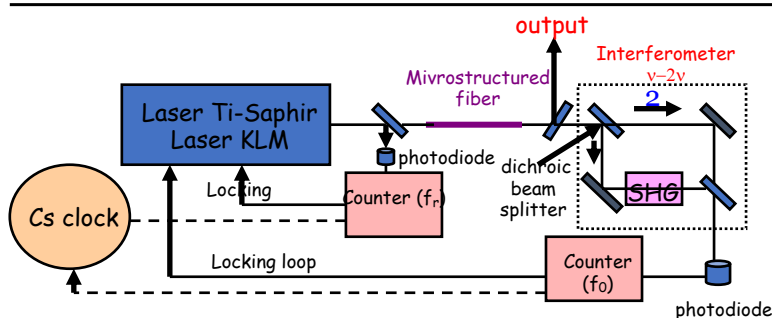 output
Interferometer
ν–2ν
2
Mivrostructured
fiber
Laser Ti-Saphir
Laser KLM
photodiode
dichroic
beam
splitter
SHG
Locking
Counter (fr)
Cs clock
Locking loop
Counter
(f0)
photodiode